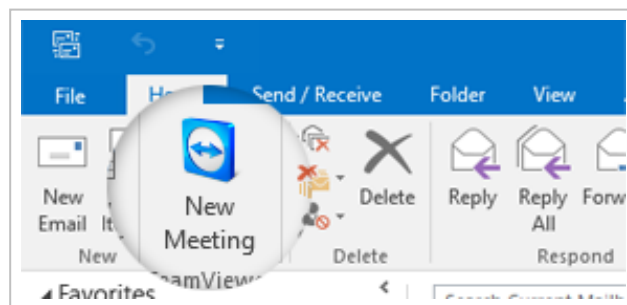 File
Send / Receive
Folder
View
New
Email
New
Meeting
Delete
Reply
Reply
All
New
Delete
Respond
Favorites